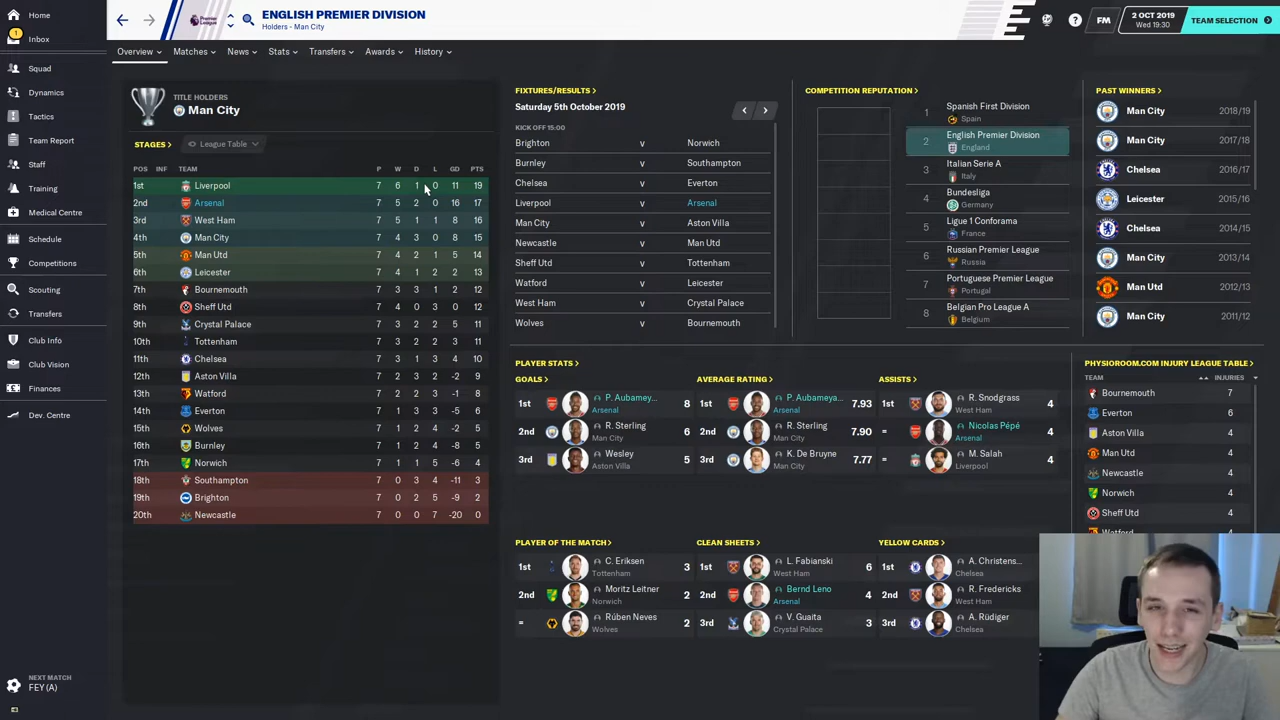 Home
1
Inbox
Squad
Dynamics
Tactics
Team Report
Staff
Training
Medical Centre
Schedule
Competitions
Scouting
Transfers
Club Info
Club Vision
Finances
Dev. Centre
NEXT MATCH
FEY (A)
Premier League
ENGLISH PREMIER DIVISION
Holders - Man City
FM
2 OCT 2019
Wed 19:30
TEAM SELECTION
Overview
Matches
News
Stats
Transfers
Awards
History
TITLE HOLDERS
Man City
STAGES >
League Table
POS INF TEAM P W D L GD PTS
1st Liverpool 7 6 1 0 11 19
2nd Arsenal 7 5 2 0 16 17
3rd West Ham 7 5 1 1 8 16
4th Man City 7 4 3 0 8 15
5th Man Utd 7 4 2 1 5 14
6th Leicester 7 4 1 2 2 13
7th Bournemouth 7 3 3 1 2 12
8th Sheff Utd 7 4 0 3 0 12
9th Crystal Palace 7 3 2 2 5 11
10th Tottenham 7 3 2 2 3 11
11th Chelsea 7 3 1 3 4 10
12th Aston Villa 7 2 3 2 -2 9
13th Watford 7 2 2 3 -1 8
14th Everton 7 1 3 3 -5 6
15th Wolves 7 1 2 4 -2 5
16th Burnley 7 1 2 4 -8 5
17th Norwich 7 1 1 5 -6 4
18th Southampton 7 0 3 4 -11 3
19th Brighton 7 0 2 5 -9 2
20th Newcastle 7 0 0 7 -20 0
FIXTURES/RESULTS >
Saturday 5th October 2019
KICK OFF 15:00
Brighton v Norwich
Burnley v Southampton
Chelsea v Everton
Liverpool v Arsenal
Man City v Aston Villa
Newcastle v Man Utd
Sheff Utd v Tottenham
Watford v Leicester
West Ham v Crystal Palace
Wolves v Bournemouth
COMPETITION REPUTATION >
1 Spanish First Division
Spain
2 English Premier Division
England
3 Italian Serie A
Italy
4 Bundesliga
Germany
5 Ligue 1 Conforama
France
6 Russian Premier League
Russia
7 Portuguese Premier League
Portugal
8 Belgian Pro League A
Belgium
PAST WINNERS >
Man City 2018/19
Man City 2017/18
Chelsea 2016/17
Leicester 2015/16
Chelsea 2014/15
Man City 2013/14
Man Utd 2012/13
Man City 2011/12
PLAYER STATS >
GOALS >
1st P. Aubamey... 8
Arsenal
2nd R. Sterling 6
Man City
3rd Wesley 5
Aston Villa
AVERAGE RATING >
1st P. Aubameya... 7.93
Arsenal
2nd R. Sterling 7.90
Man City
3rd K. De Bruyne 7.77
Man City
ASSISTS >
1st R. Snodgrass 4
West Ham
= Nicolas Pépé 4
Arsenal
= M. Salah 4
Liverpool
PLAYER OF THE MATCH >
1st C. Eriksen 3
Tottenham
2nd Moritz Leitner 2
Norwich
= Rúben Neves 2
Wolves
CLEAN SHEETS >
1st L. Fabianski 6
West Ham
2nd Bernd Leno 4
Arsenal
3rd V. Guaita 3
Crystal Palace
YELLOW CARDS >
1st A. Christens...
Chelsea
2nd R. Fredericks
West Ham
3rd A. Rüdiger
Chelsea
PHYSIOROOM.COM INJURY LEAGUE TABLE >
TEAM INJURIES
Bournemouth 7
Everton 6
Aston Villa 4
Man Utd 4
Newcastle 4
Norwich 4
Sheff Utd 4
Watford 4